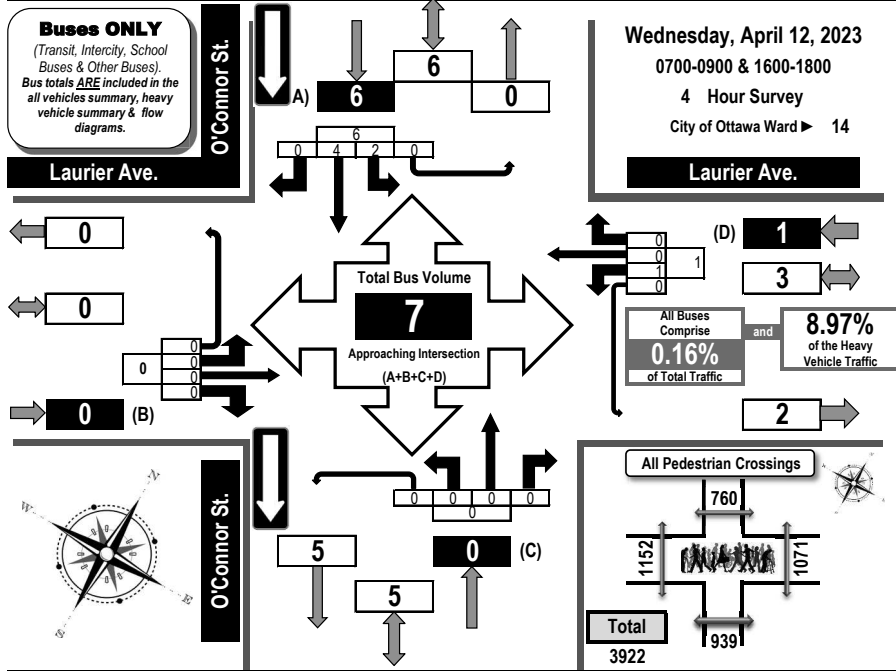 Buses ONLY
(Transit, Intercity, School
Buses & Other Buses).
Bus totals ARE included in the
all vehicles summary, heavy
vehicle summary & flow
diagrams.
O'Connor St.
Laurier Ave.
A)
6
6
0
6
0 4 2 0
Wednesday, April 12, 2023
0700-0900 & 1600-1800
4 Hour Survey
City of Ottawa Ward ► 14
Laurier Ave.
0
0
0
0
0
0
0
0 (B)
Total Bus Volume
7
Approaching Intersection
(A+B+C+D)
0
0
1
0
1
(D) 1
3
All Buses
Comprise
0.16%
of Total Traffic
and
8.97%
of the Heavy
Vehicle Traffic
2
N
W
E
S
O'Connor St.
0 0 0 0
0
5
0 (C)
5
All Pedestrian Crossings
760
1152
1071
939
Total
3922